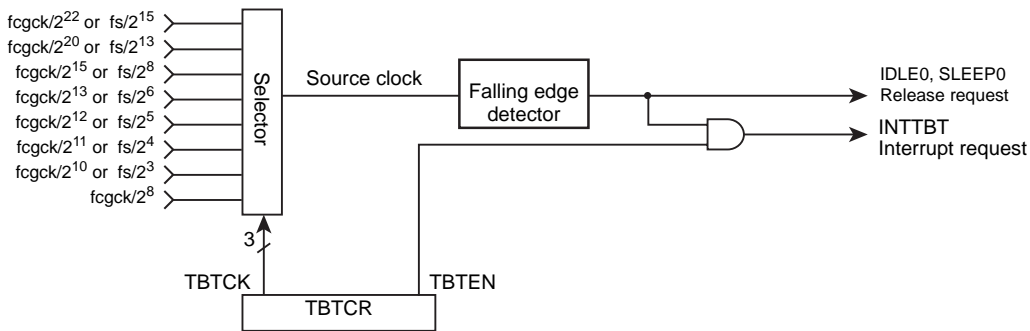 fcgck/2²² or fs/2¹⁵
fcgck/2²⁰ or fs/2¹³
fcgck/2¹⁵ or fs/2⁸
fcgck/2¹³ or fs/2⁶
fcgck/2¹² or fs/2⁵
fcgck/2¹¹ or fs/2⁴
fcgck/2¹⁰ or fs/2³
fcgck/2⁸
Selector
Source clock
Falling edge
detector
IDLE0, SLEEP0
Release request
INTTBT
Interrupt request
3
TBTCK
TBTEN
TBTCR